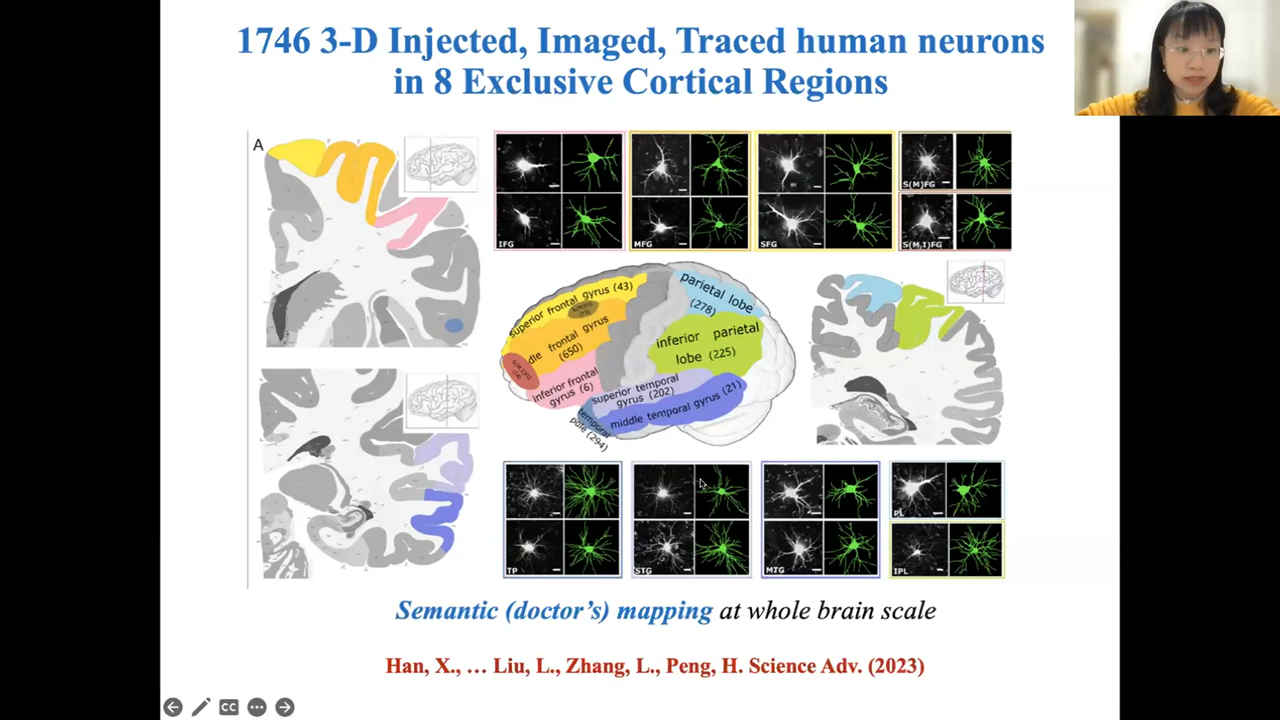 1746 3-D Injected, Imaged, Traced human neurons
in 8 Exclusive Cortical Regions
A
IFG
MFG
SFG
S(M)FG
S(M,I)FG
superior frontal gyrus (43)
dle frontal gyrus
(650)
Inferior frontal
gyrus (6)
parietal lobe
(278)
inferior parietal
lobe (225)
superior temporal
gyrus (202)
middle temporal gyrus (21)
temporal
pole (294)
TP
STG
MTG
PL
IPL
Semantic (doctor's) mapping at whole brain scale
Han, X., … Liu, L., Zhang, L., Peng, H. Science Adv. (2023)
CC